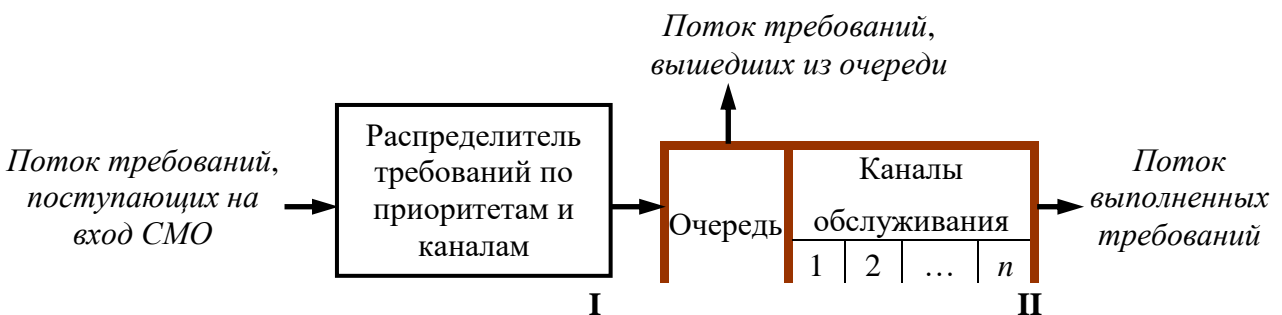 Поток требований,
вышедших из очереди
Поток требований,
поступающих на
вход СМО
Распределитель
требований по
приоритетам и
каналам
I
Очередь
Каналы
обслуживания
1 2 … n
II
Поток
выполненных
требований